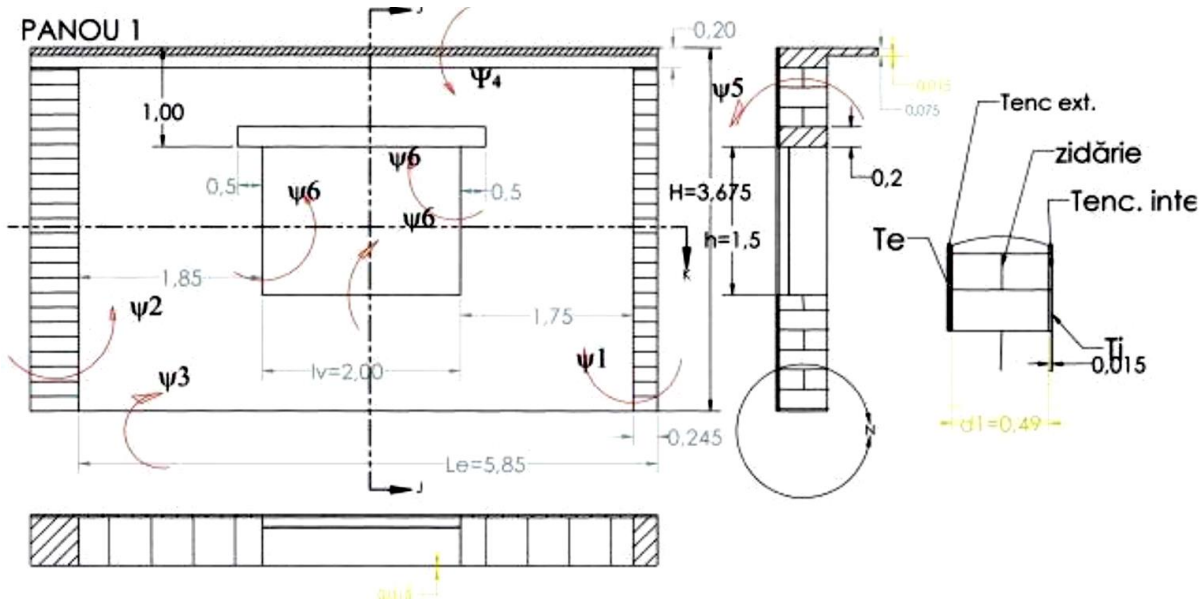 PANOU 1
J
0,20
Ψ4
1,00
ψ5
0,075
Tenc ext.
ψ6
zidărie
0,5
ψ6
0,5
H=3,675
0,2
Tenc. inte
ψ6
h=1,5
Te
1,85
K
ψ2
1,75
Ti
ψ1
0,015
lv=2,00
ψ3
0,245
d1=0,49
Z
Le=5,85
J